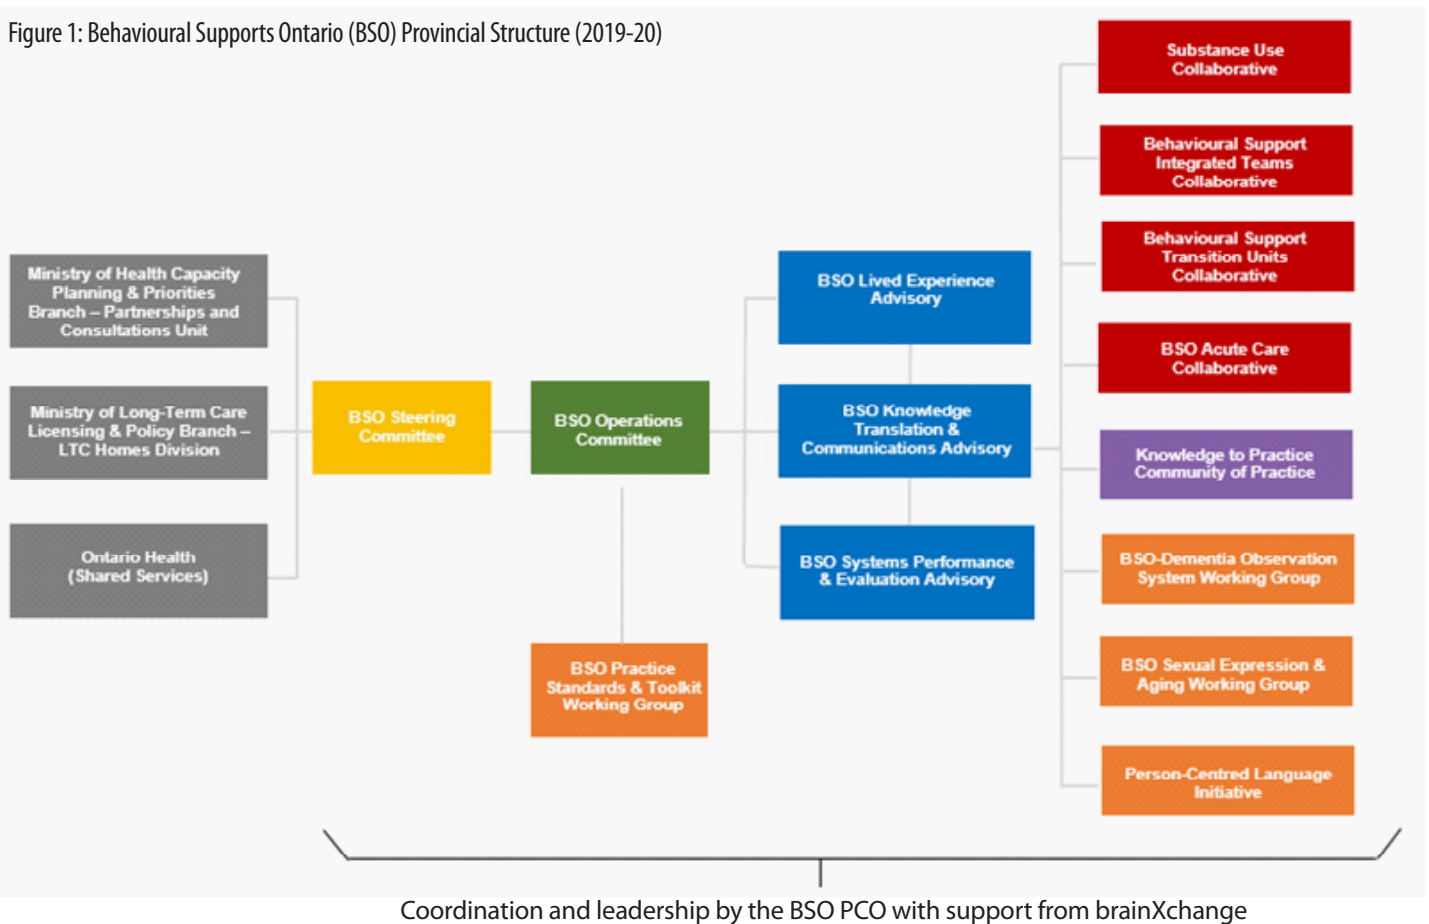 Figure 1: Behavioural Supports Ontario (BSO) Provincial Structure (2019-20)
Ministry of Health Capacity
Planning & Priorities
Branch – Partnerships and
Consultations Unit
Ministry of Long-Term Care
Licensing & Policy Branch –
LTC Homes Division
Ontario Health
(Shared Services)
BSO Steering
Committee
BSO Operations
Committee
BSO Practice
Standards & Toolkit
Working Group
BSO Lived Experience
Advisory
BSO Knowledge
Translation &
Communications Advisory
BSO Systems Performance
& Evaluation Advisory
Substance Use
Collaborative
Behavioural Support
Integrated Teams
Collaborative
Behavioural Support
Transition Units
Collaborative
BSO Acute Care
Collaborative
Knowledge to Practice
Community of Practice
BSO-Dementia Observation
System Working Group
BSO Sexual Expression &
Aging Working Group
Person-Centred Language
Initiative
Coordination and leadership by the BSO PCO with support from brainXchange